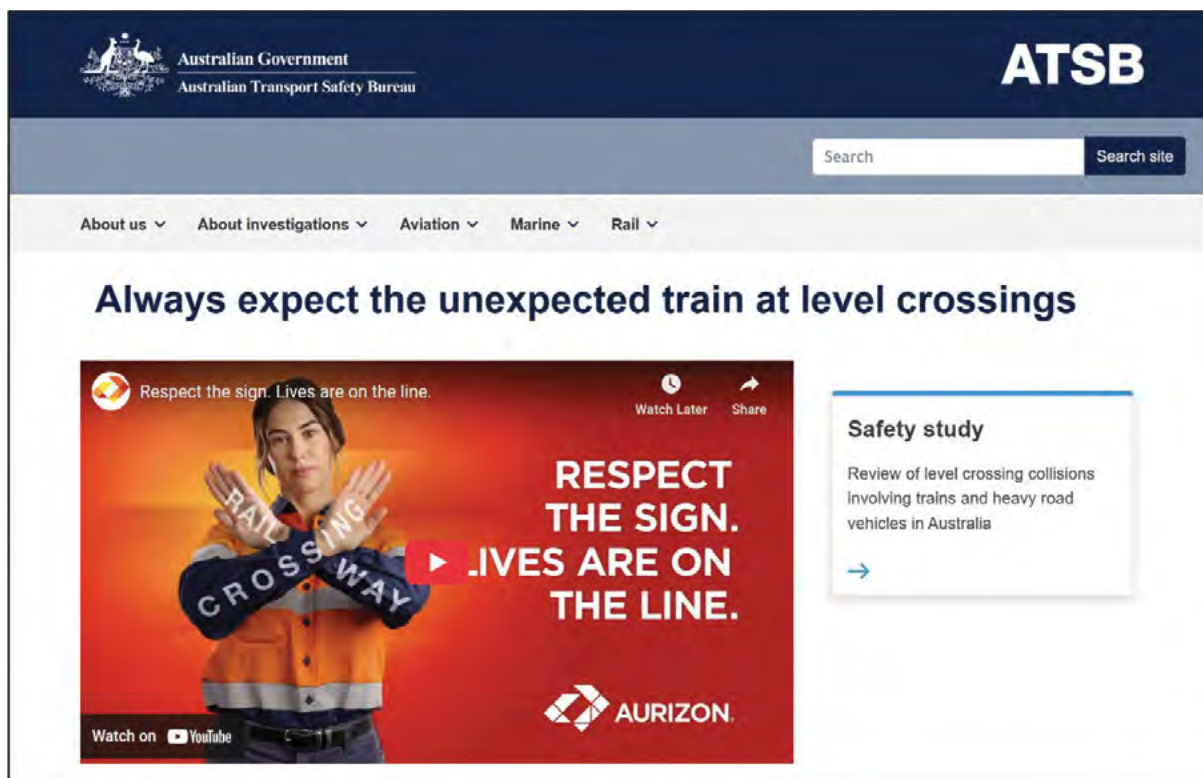 Australian Government
Australian Transport Safety Bureau
ATSB
Search
Search site
About us
About investigations
Aviation
Marine
Rail
Always expect the unexpected train at level crossings
Respect the sign. Lives are on the line.
Watch Later
Share
RAIL CROSSING
CROSSWAY
RESPECT
THE SIGN.
LIVES ARE ON
THE LINE.
AURIZON.
Watch on YouTube
Safety study
Review of level crossing collisions
involving trains and heavy road
vehicles in Australia